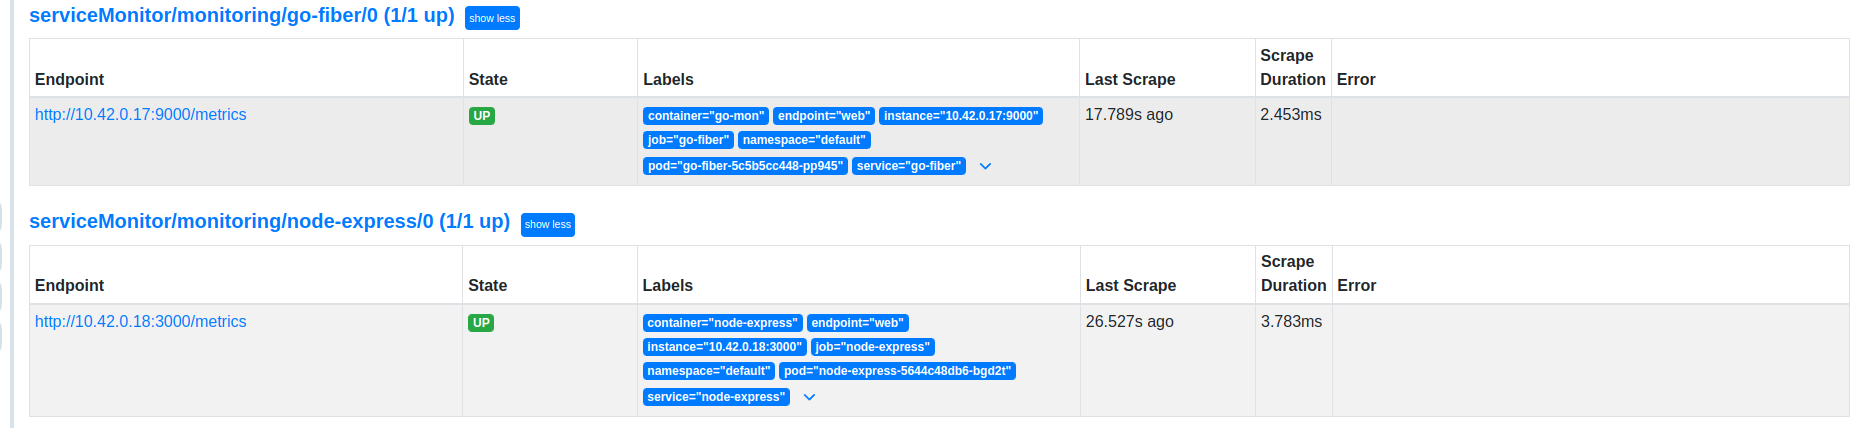 serviceMonitor/monitoring/go-fiber/0 (1/1 up) show less
Endpoint State Labels Last Scrape Scrape Duration Error
http://10.42.0.17:9000/metrics UP container="go-mon" endpoint="web" instance="10.42.0.17:9000" 17.789s ago 2.453ms
job="go-fiber" namespace="default"
pod="go-fiber-5c5b5cc448-pp945" service="go-fiber"
serviceMonitor/monitoring/node-express/0 (1/1 up) show less
Endpoint State Labels Last Scrape Scrape Duration Error
http://10.42.0.18:3000/metrics UP container="node-express" endpoint="web" 26.527s ago 3.783ms
instance="10.42.0.18:3000" job="node-express"
namespace="default" pod="node-express-5644c48db6-bgd2t"
service="node-express"